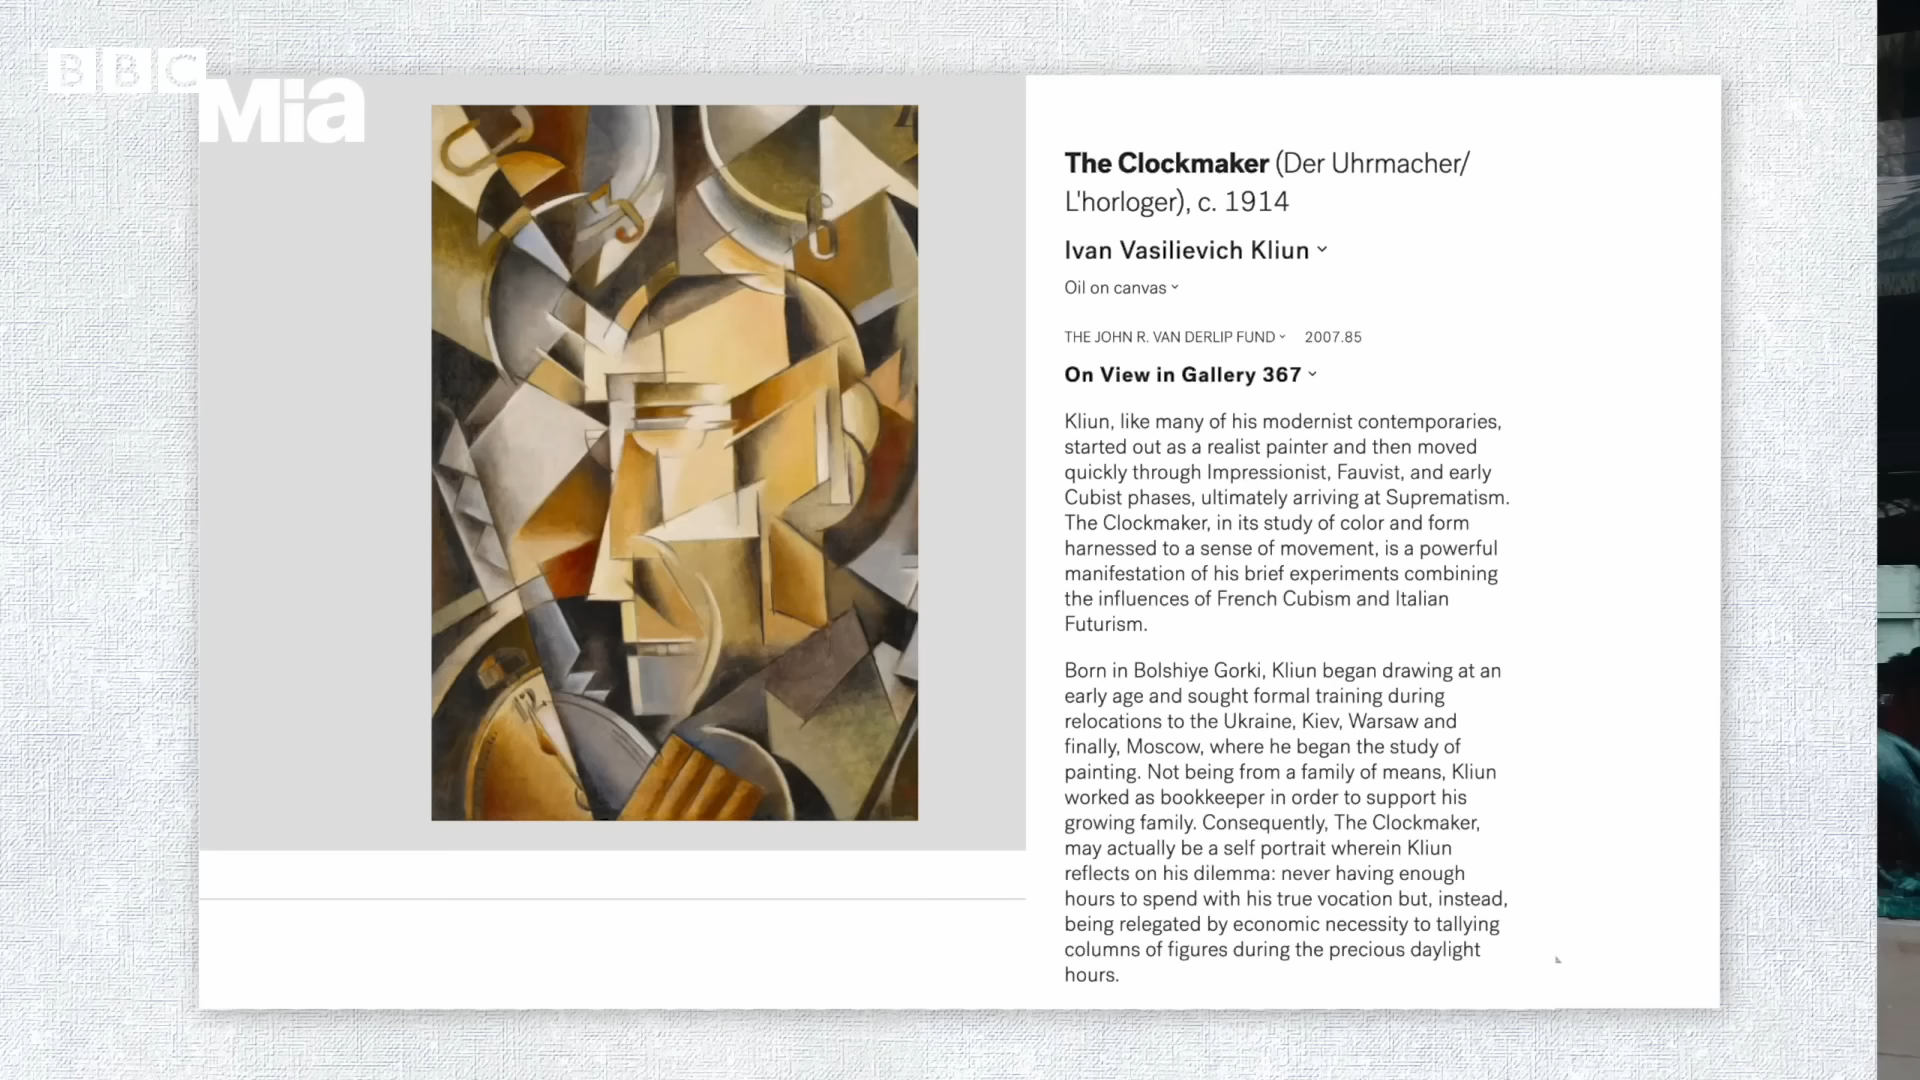 BBC
Mia
The Clockmaker (Der Uhrmacher/
L'horloger), c. 1914
Ivan Vasilievich Kliun
Oil on canvas
THE JOHN R. VAN DERLIP FUND 2007.85
On View in Gallery 367
Kliun, like many of his modernist contemporaries,
started out as a realist painter and then moved
quickly through Impressionist, Fauvist, and early
Cubist phases, ultimately arriving at Suprematism.
The Clockmaker, in its study of color and form
harnessed to a sense of movement, is a powerful
manifestation of his brief experiments combining
the influences of French Cubism and Italian
Futurism.
Born in Bolshiye Gorki, Kliun began drawing at an
early age and sought formal training during
relocations to the Ukraine, Kiev, Warsaw and
finally, Moscow, where he began the study of
painting. Not being from a family of means, Kliun
worked as bookkeeper in order to support his
growing family. Consequently, The Clockmaker,
may actually be a self portrait wherein Kliun
reflects on his dilemma: never having enough
hours to spend with his true vocation but, instead,
being relegated by economic necessity to tallying
columns of figures during the precious daylight
hours.